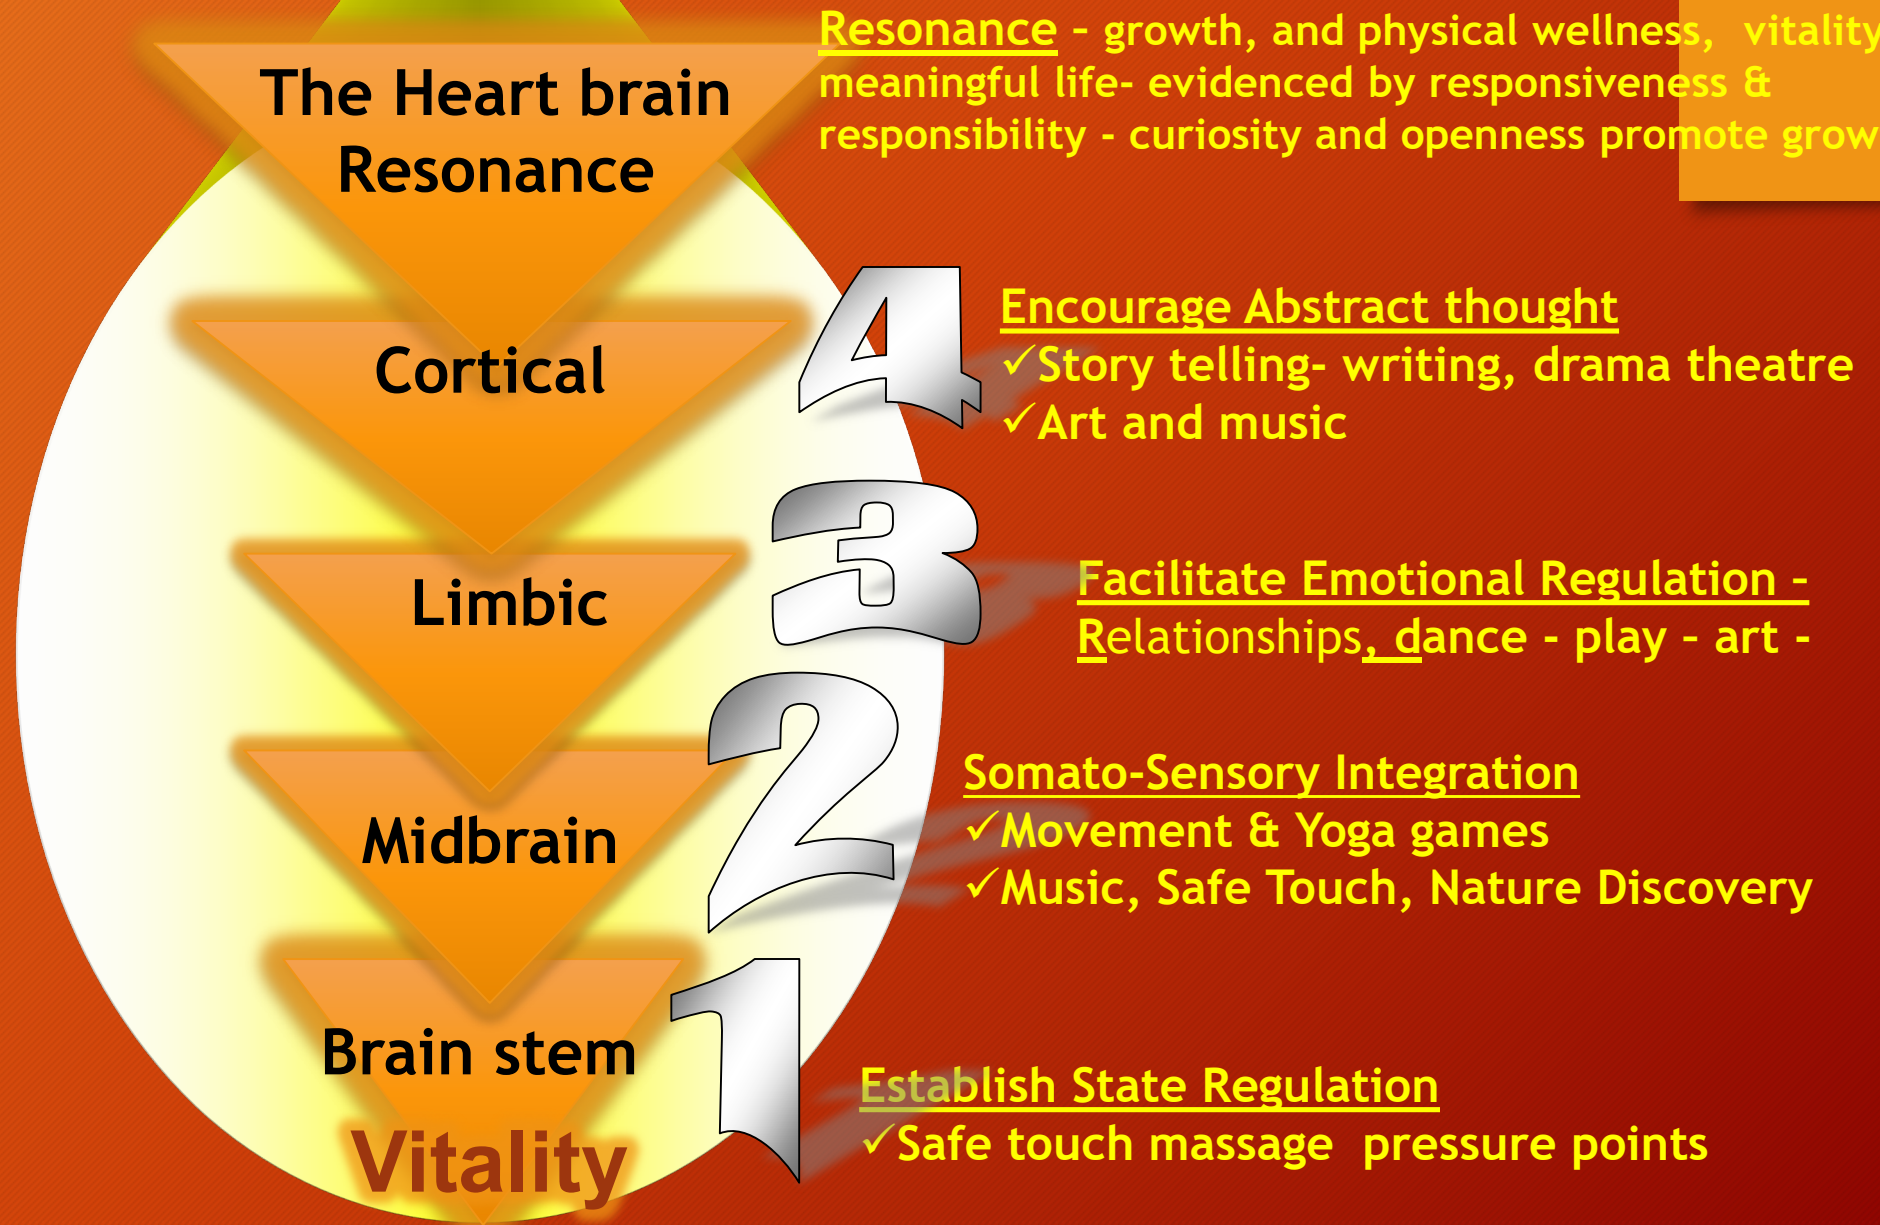 The Heart brain
Resonance
Resonance – growth, and physical wellness, vitality
meaningful life- evidenced by responsiveness &
responsibility - curiosity and openness promote grow
Cortical
4
Encourage Abstract thought
✓Story telling- writing, drama theatre
✓Art and music
Limbic
3
Facilitate Emotional Regulation –
Relationships, dance - play – art -
Midbrain
2
Somato-Sensory Integration
✓Movement & Yoga games
✓Music, Safe Touch, Nature Discovery
Brain stem
1
Vitality
Establish State Regulation
✓Safe touch massage pressure points